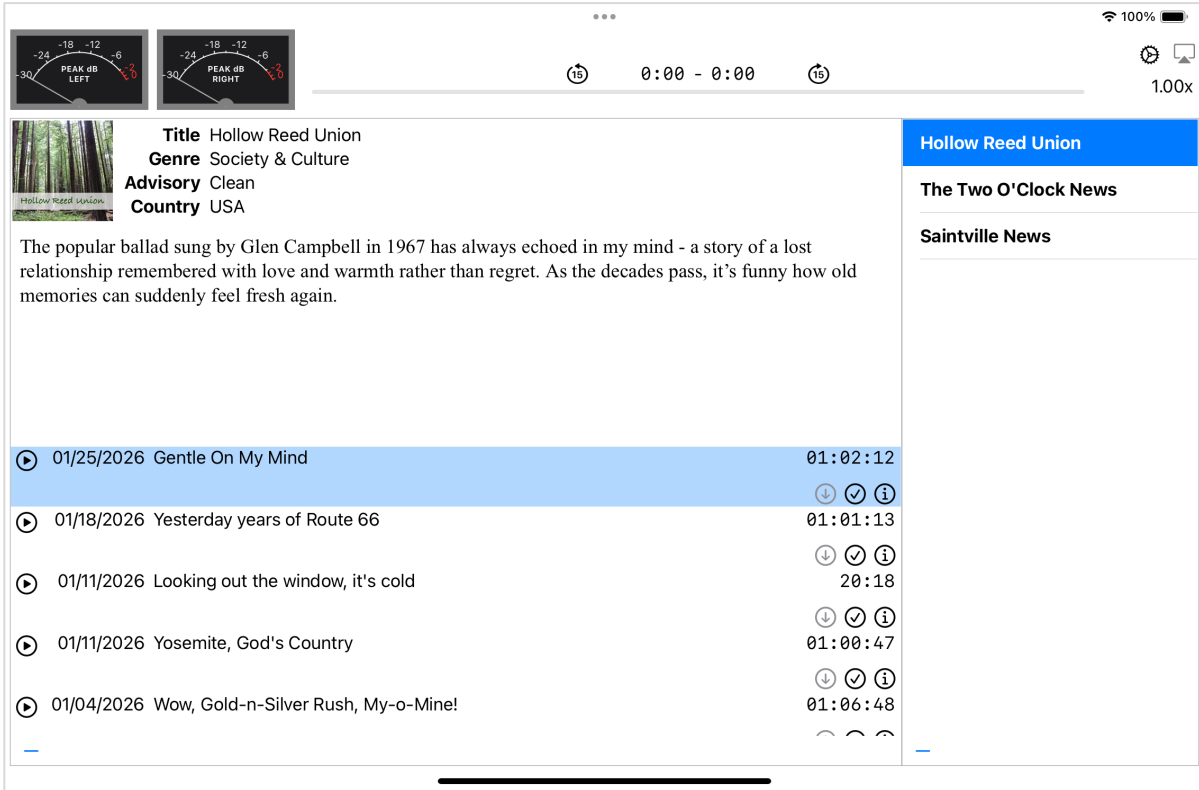 100%
-30 -24 -18 -12 -6 -2 0
PEAK dB
LEFT
-30 -24 -18 -12 -6 -2 0
PEAK dB
RIGHT
15
0:00 - 0:00
15
1.00x
Hollow Reed Union
Title Hollow Reed Union
Genre Society & Culture
Advisory Clean
Country USA
The popular ballad sung by Glen Campbell in 1967 has always echoed in my mind - a story of a lost
relationship remembered with love and warmth rather than regret. As the decades pass, it’s funny how old
memories can suddenly feel fresh again.
01/25/2026 Gentle On My Mind 01:02:12
01/18/2026 Yesterday years of Route 66 01:01:13
01/11/2026 Looking out the window, it's cold 20:18
01/11/2026 Yosemite, God's Country 01:00:47
01/04/2026 Wow, Gold-n-Silver Rush, My-o-Mine! 01:06:48
Hollow Reed Union
The Two O'Clock News
Saintville News